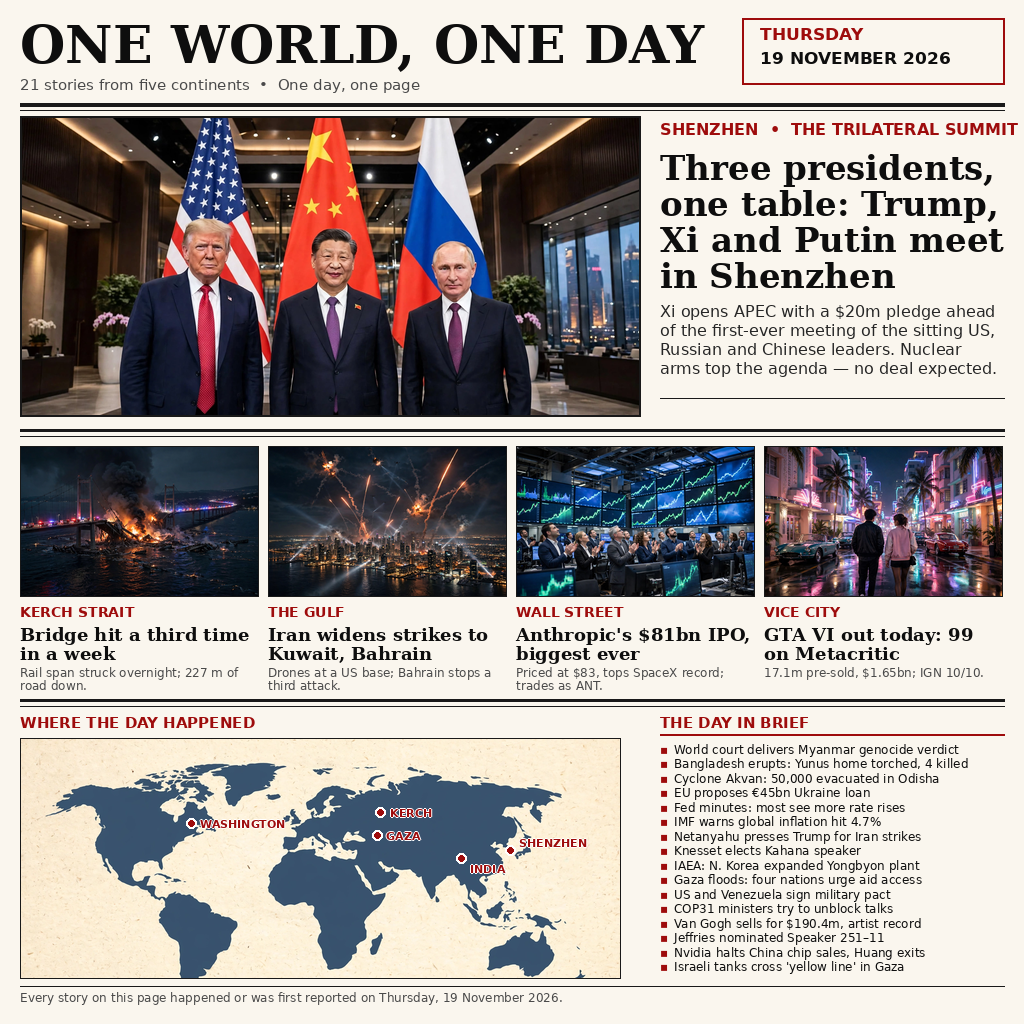 ONE WORLD, ONE DAY
21 stories from five continents • One day, one page
THURSDAY
19 NOVEMBER 2026
SHENZHEN • THE TRILATERAL SUMMIT
Three presidents,
one table: Trump,
Xi and Putin meet
in Shenzhen
Xi opens APEC with a $20m pledge ahead
of the first-ever meeting of the sitting US,
Russian and Chinese leaders. Nuclear
arms top the agenda — no deal expected.
KERCH STRAIT
Bridge hit a third time
in a week
Rail span struck overnight; 227 m of
road down.
THE GULF
Iran widens strikes to
Kuwait, Bahrain
Drones at a US base; Bahrain stops a
third attack.
WALL STREET
Anthropic's $81bn IPO,
biggest ever
Priced at $83, tops SpaceX record;
trades as ANT.
VICE CITY
GTA VI out today: 99
on Metacritic
17.1m pre-sold, $1.65bn; IGN 10/10.
WHERE THE DAY HAPPENED
WASHINGTON
KERCH
GAZA
SHENZHEN
INDIA
THE DAY IN BRIEF
World court delivers Myanmar genocide verdict
Bangladesh erupts: Yunus home torched, 4 killed
Cyclone Akvan: 50,000 evacuated in Odisha
EU proposes €45bn Ukraine loan
Fed minutes: most see more rate rises
IMF warns global inflation hit 4.7%
Netanyahu presses Trump for Iran strikes
Knesset elects Kahana speaker
IAEA: N. Korea expanded Yongbyon plant
Gaza floods: four nations urge aid access
US and Venezuela sign military pact
COP31 ministers try to unblock talks
Van Gogh sells for $190.4m, artist record
Jeffries nominated Speaker 251–11
Nvidia halts China chip sales, Huang exits
Israeli tanks cross 'yellow line' in Gaza
Every story on this page happened or was first reported on Thursday, 19 November 2026.